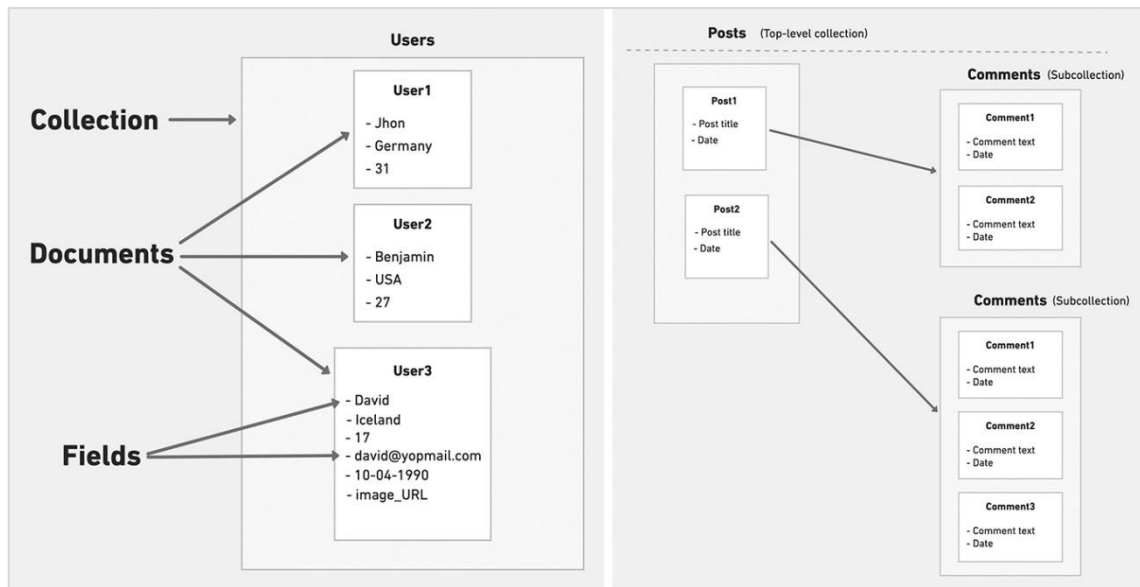 Users
Collection
Documents
Fields
User1
- Jhon
- Germany
- 31
User2
- Benjamin
- USA
- 27
User3
- David
- Iceland
- 17
- david@yopmail.com
- 10-04-1990
- image_URL
Posts (Top-level collection)
Post1
- Post title
- Date
Post2
- Post title
- Date
Comments (Subcollection)
Comment1
- Comment text
- Date
Comment2
- Comment text
- Date
Comments (Subcollection)
Comment1
- Comment text
- Date
Comment2
- Comment text
- Date
Comment3
- Comment text
- Date